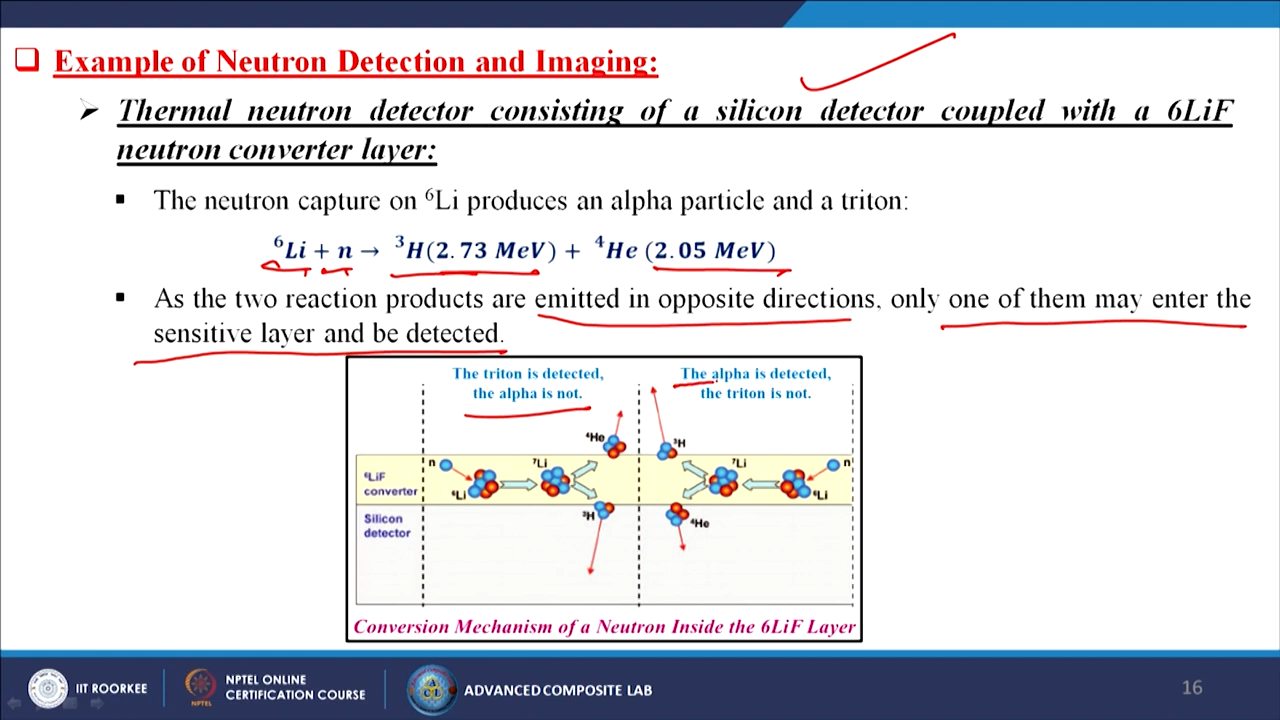 Example of Neutron Detection and Imaging:
Thermal neutron detector consisting of a silicon detector coupled with a 6LiF
neutron converter layer:
The neutron capture on ⁶Li produces an alpha particle and a triton:
⁶Li + n → ³H(2.73 MeV) + ⁴He (2.05 MeV)
As the two reaction products are emitted in opposite directions, only one of them may enter the
sensitive layer and be detected.
The triton is detected,
the alpha is not.
The alpha is detected,
the triton is not.
⁴He
³H
n
⁷Li
⁷Li
n
⁶LiF
converter
⁶Li
⁶Li
Silicon
detector
³H
⁴He
Conversion Mechanism of a Neutron Inside the 6LiF Layer
IIT ROORKEE
NPTEL ONLINE
CERTIFICATION COURSE
NPTEL
ADVANCED COMPOSITE LAB
16